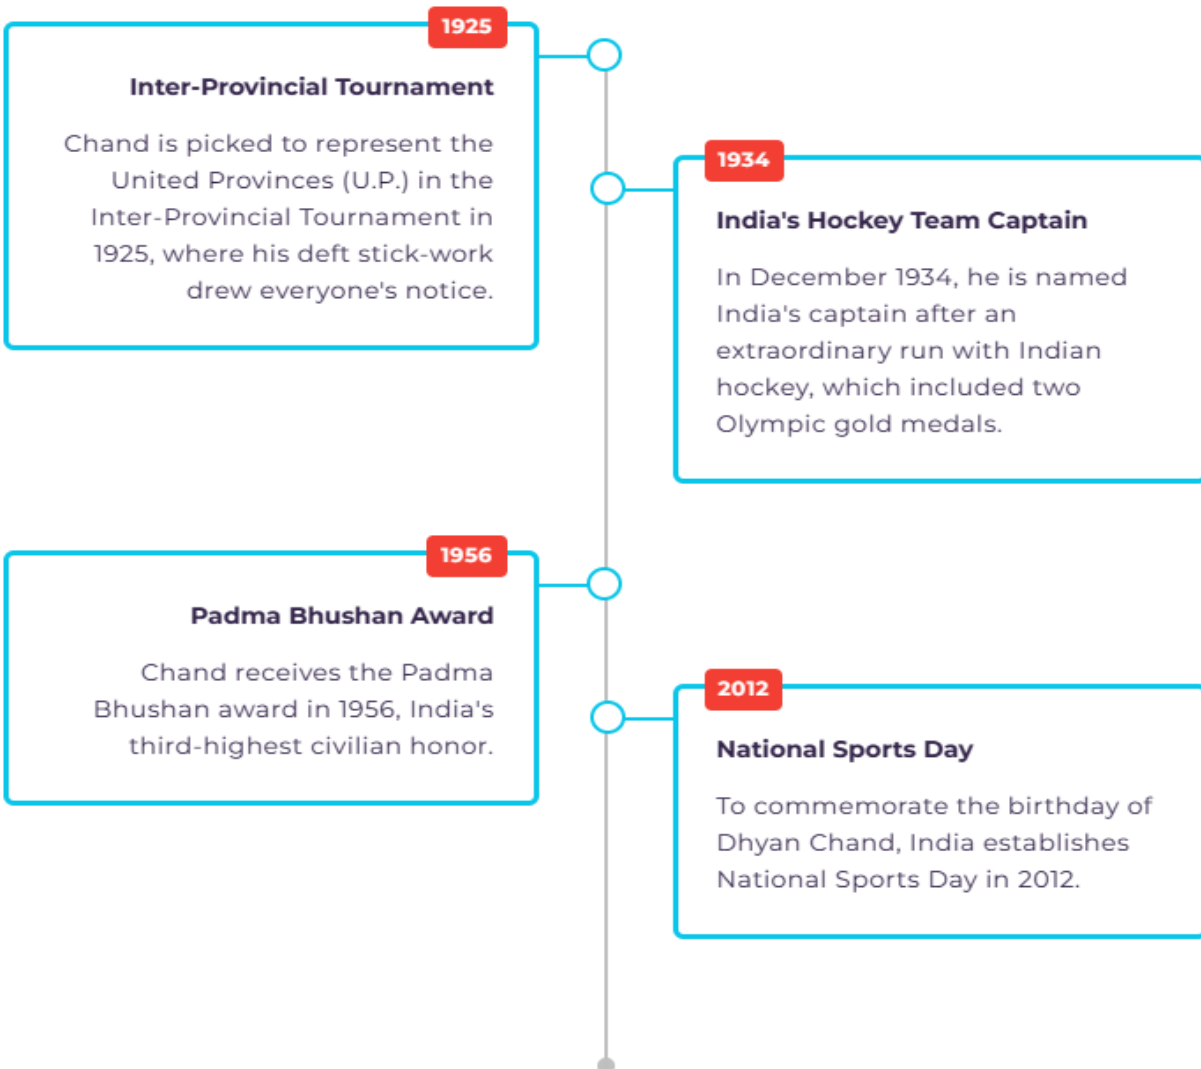 1925
Inter-Provincial Tournament
Chand is picked to represent the
United Provinces (U.P.) in the
Inter-Provincial Tournament in
1925, where his deft stick-work
drew everyone's notice.
1934
India's Hockey Team Captain
In December 1934, he is named
India's captain after an
extraordinary run with Indian
hockey, which included two
Olympic gold medals.
1956
Padma Bhushan Award
Chand receives the Padma
Bhushan award in 1956, India's
third-highest civilian honor.
2012
National Sports Day
To commemorate the birthday of
Dhyan Chand, India establishes
National Sports Day in 2012.